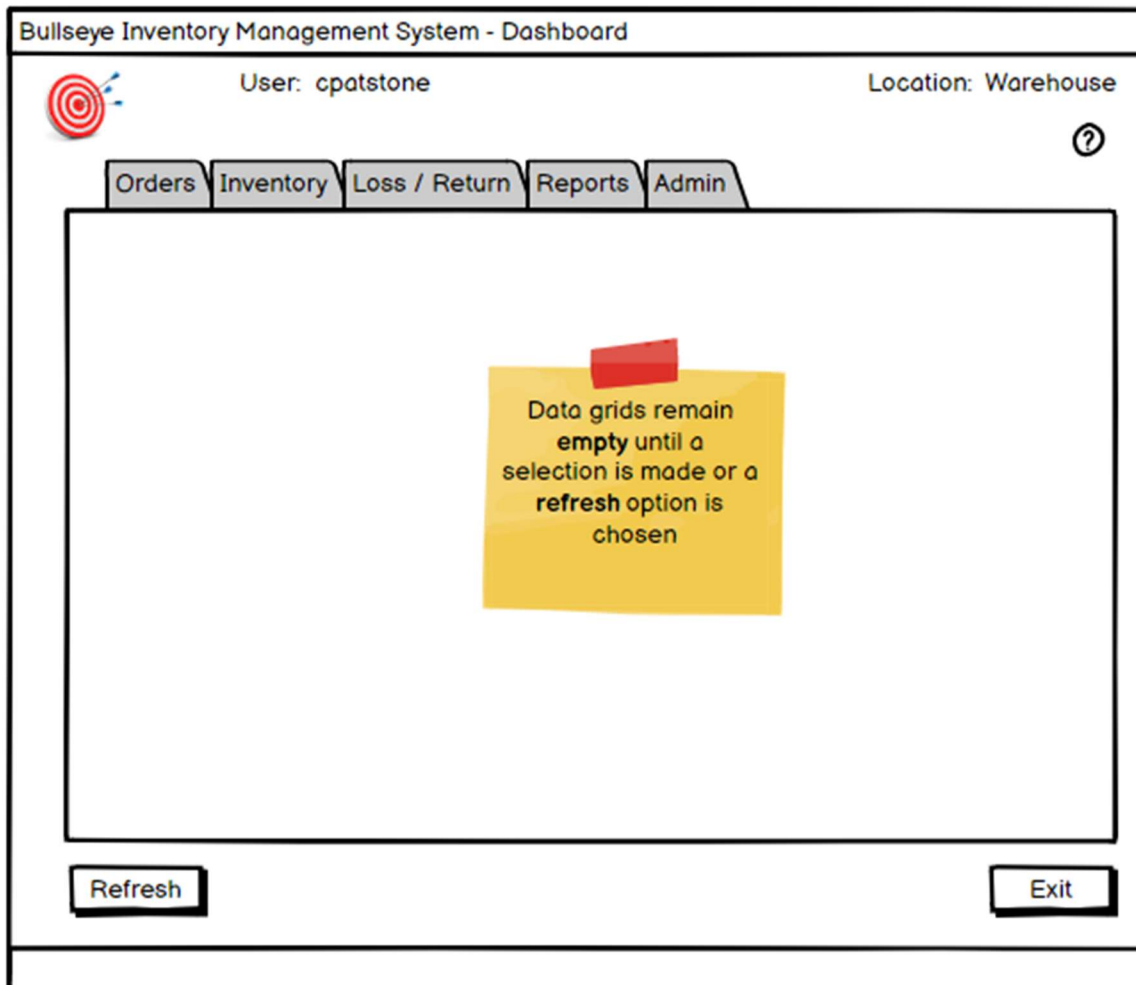 Bullseye Inventory Management System - Dashboard
User: cpatstone
Location: Warehouse
?
Orders
Inventory
Loss / Return
Reports
Admin
Data grids remain
empty until a
selection is made or a
refresh option is
chosen
Refresh
Exit